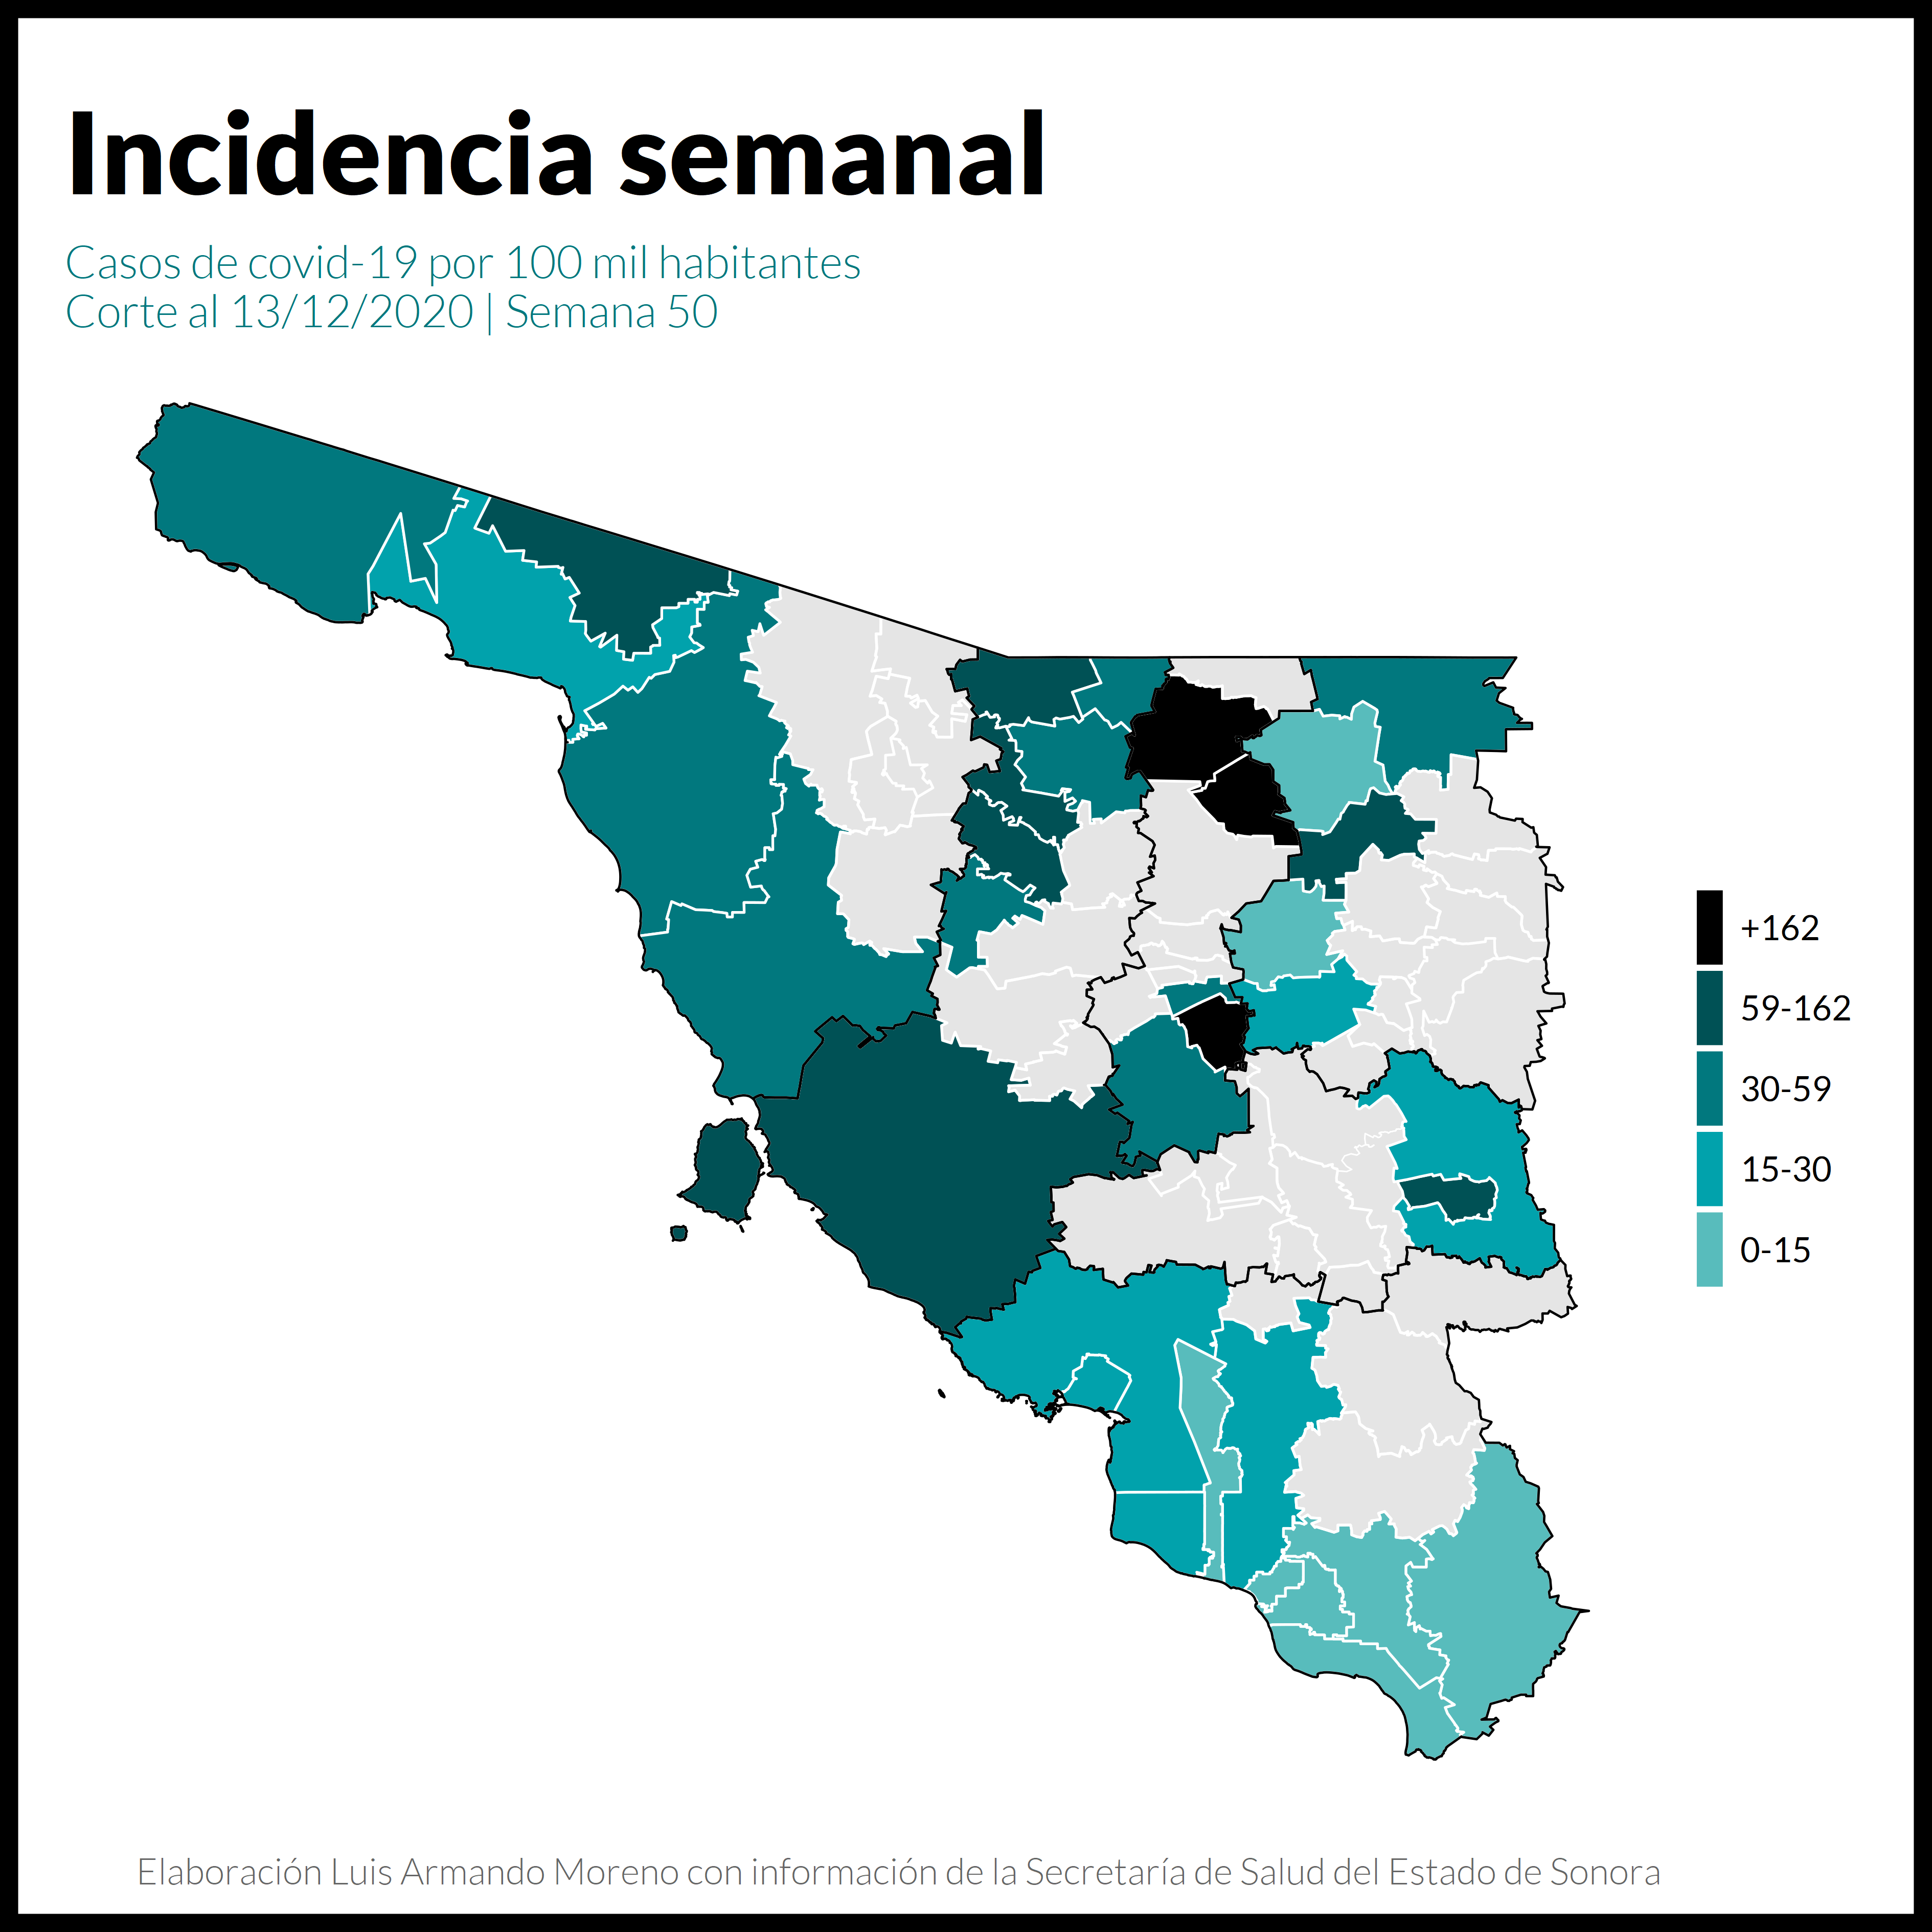 Incidencia semanal
Casos de covid-19 por 100 mil habitantes
Corte al 13/12/2020 | Semana 50
+162
59-162
30-59
15-30
0-15
Elaboración Luis Armando Moreno con información de la Secretaría de Salud del Estado de Sonora